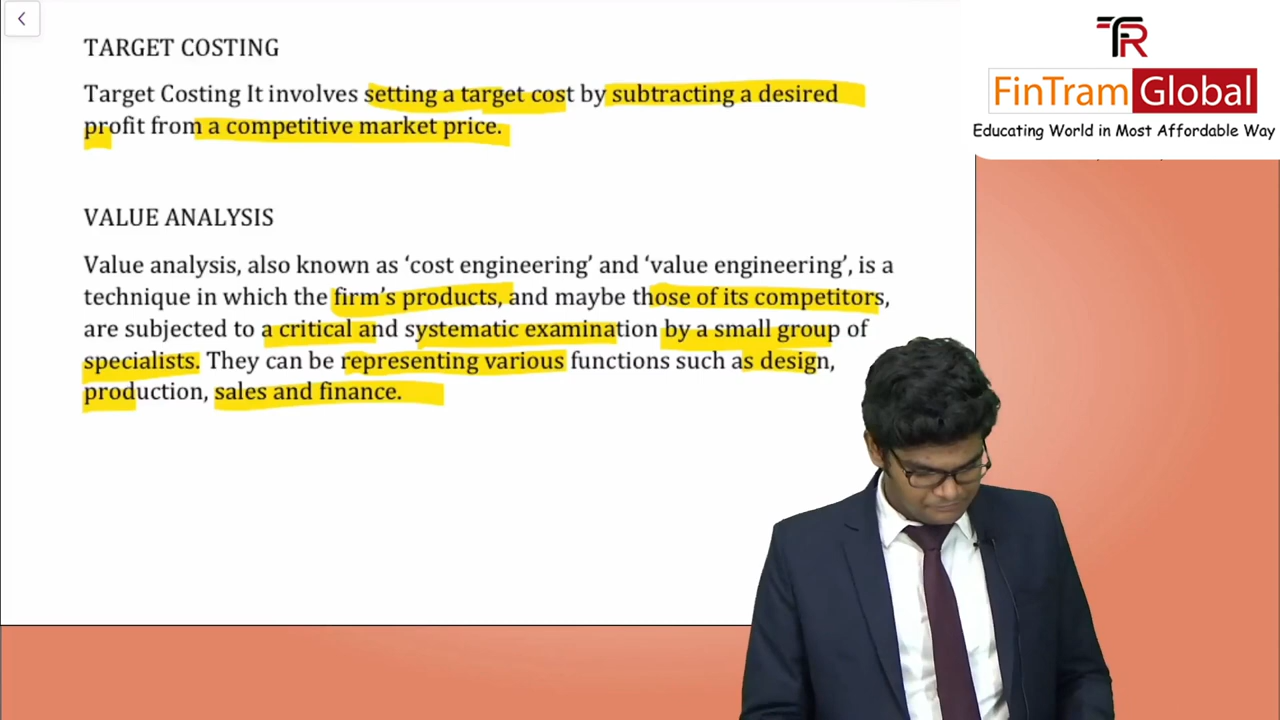 TARGET COSTING
Target Costing It involves setting a target cost by subtracting a desired
profit from a competitive market price.
VALUE ANALYSIS
Value analysis, also known as ‘cost engineering’ and ‘value engineering’, is a
technique in which the firm’s products, and maybe those of its competitors,
are subjected to a critical and systematic examination by a small group of
specialists. They can be representing various functions such as design,
production, sales and finance.
TR
FinTram Global
Educating World in Most Affordable Way